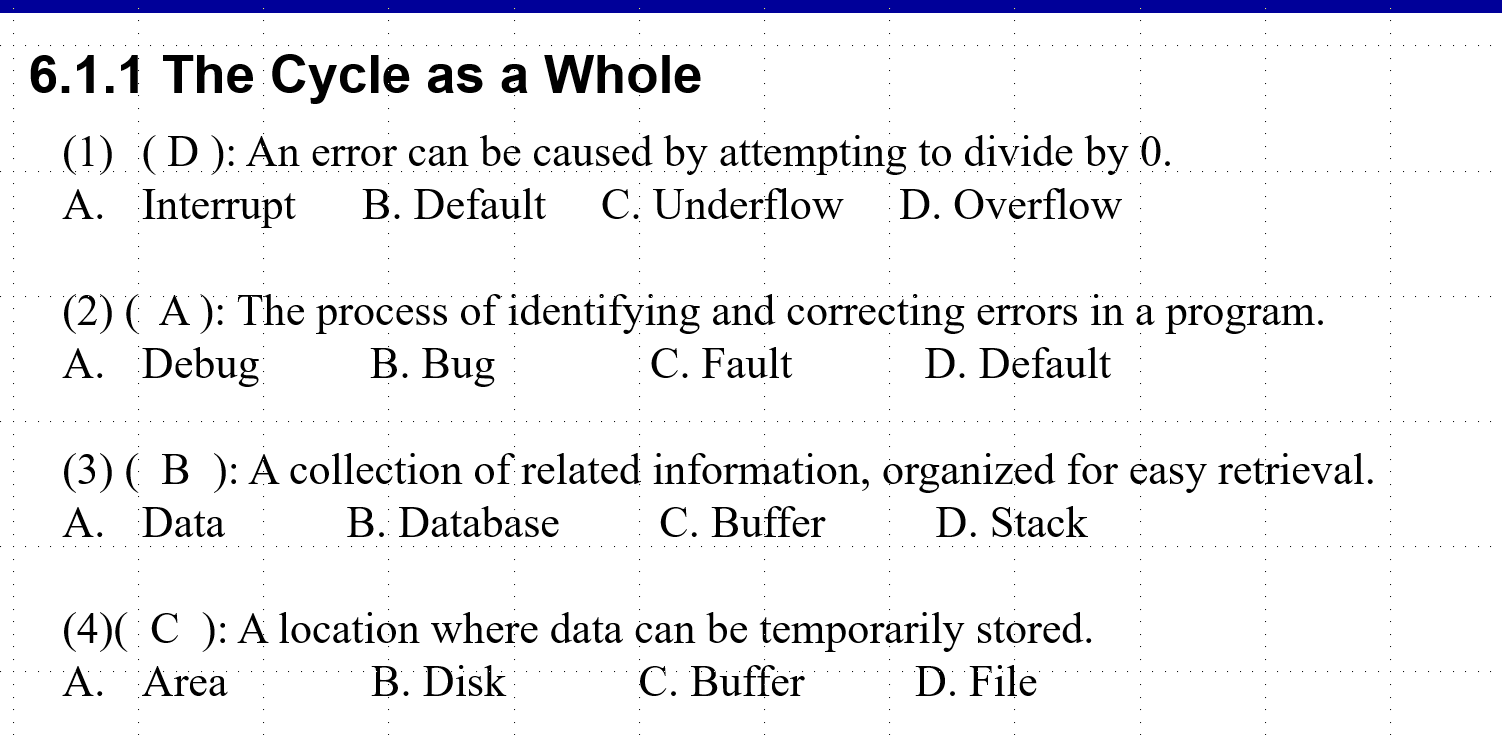 6.1.1 The Cycle as a Whole
(1) ( D ): An error can be caused by attempting to divide by 0.
A. Interrupt B. Default C. Underflow D. Overflow
(2) ( A ): The process of identifying and correcting errors in a program.
A. Debug B. Bug C. Fault D. Default
(3) ( B ): A collection of related information, organized for easy retrieval.
A. Data B. Database C. Buffer D. Stack
(4)( C ): A location where data can be temporarily stored.
A. Area B. Disk C. Buffer D. File